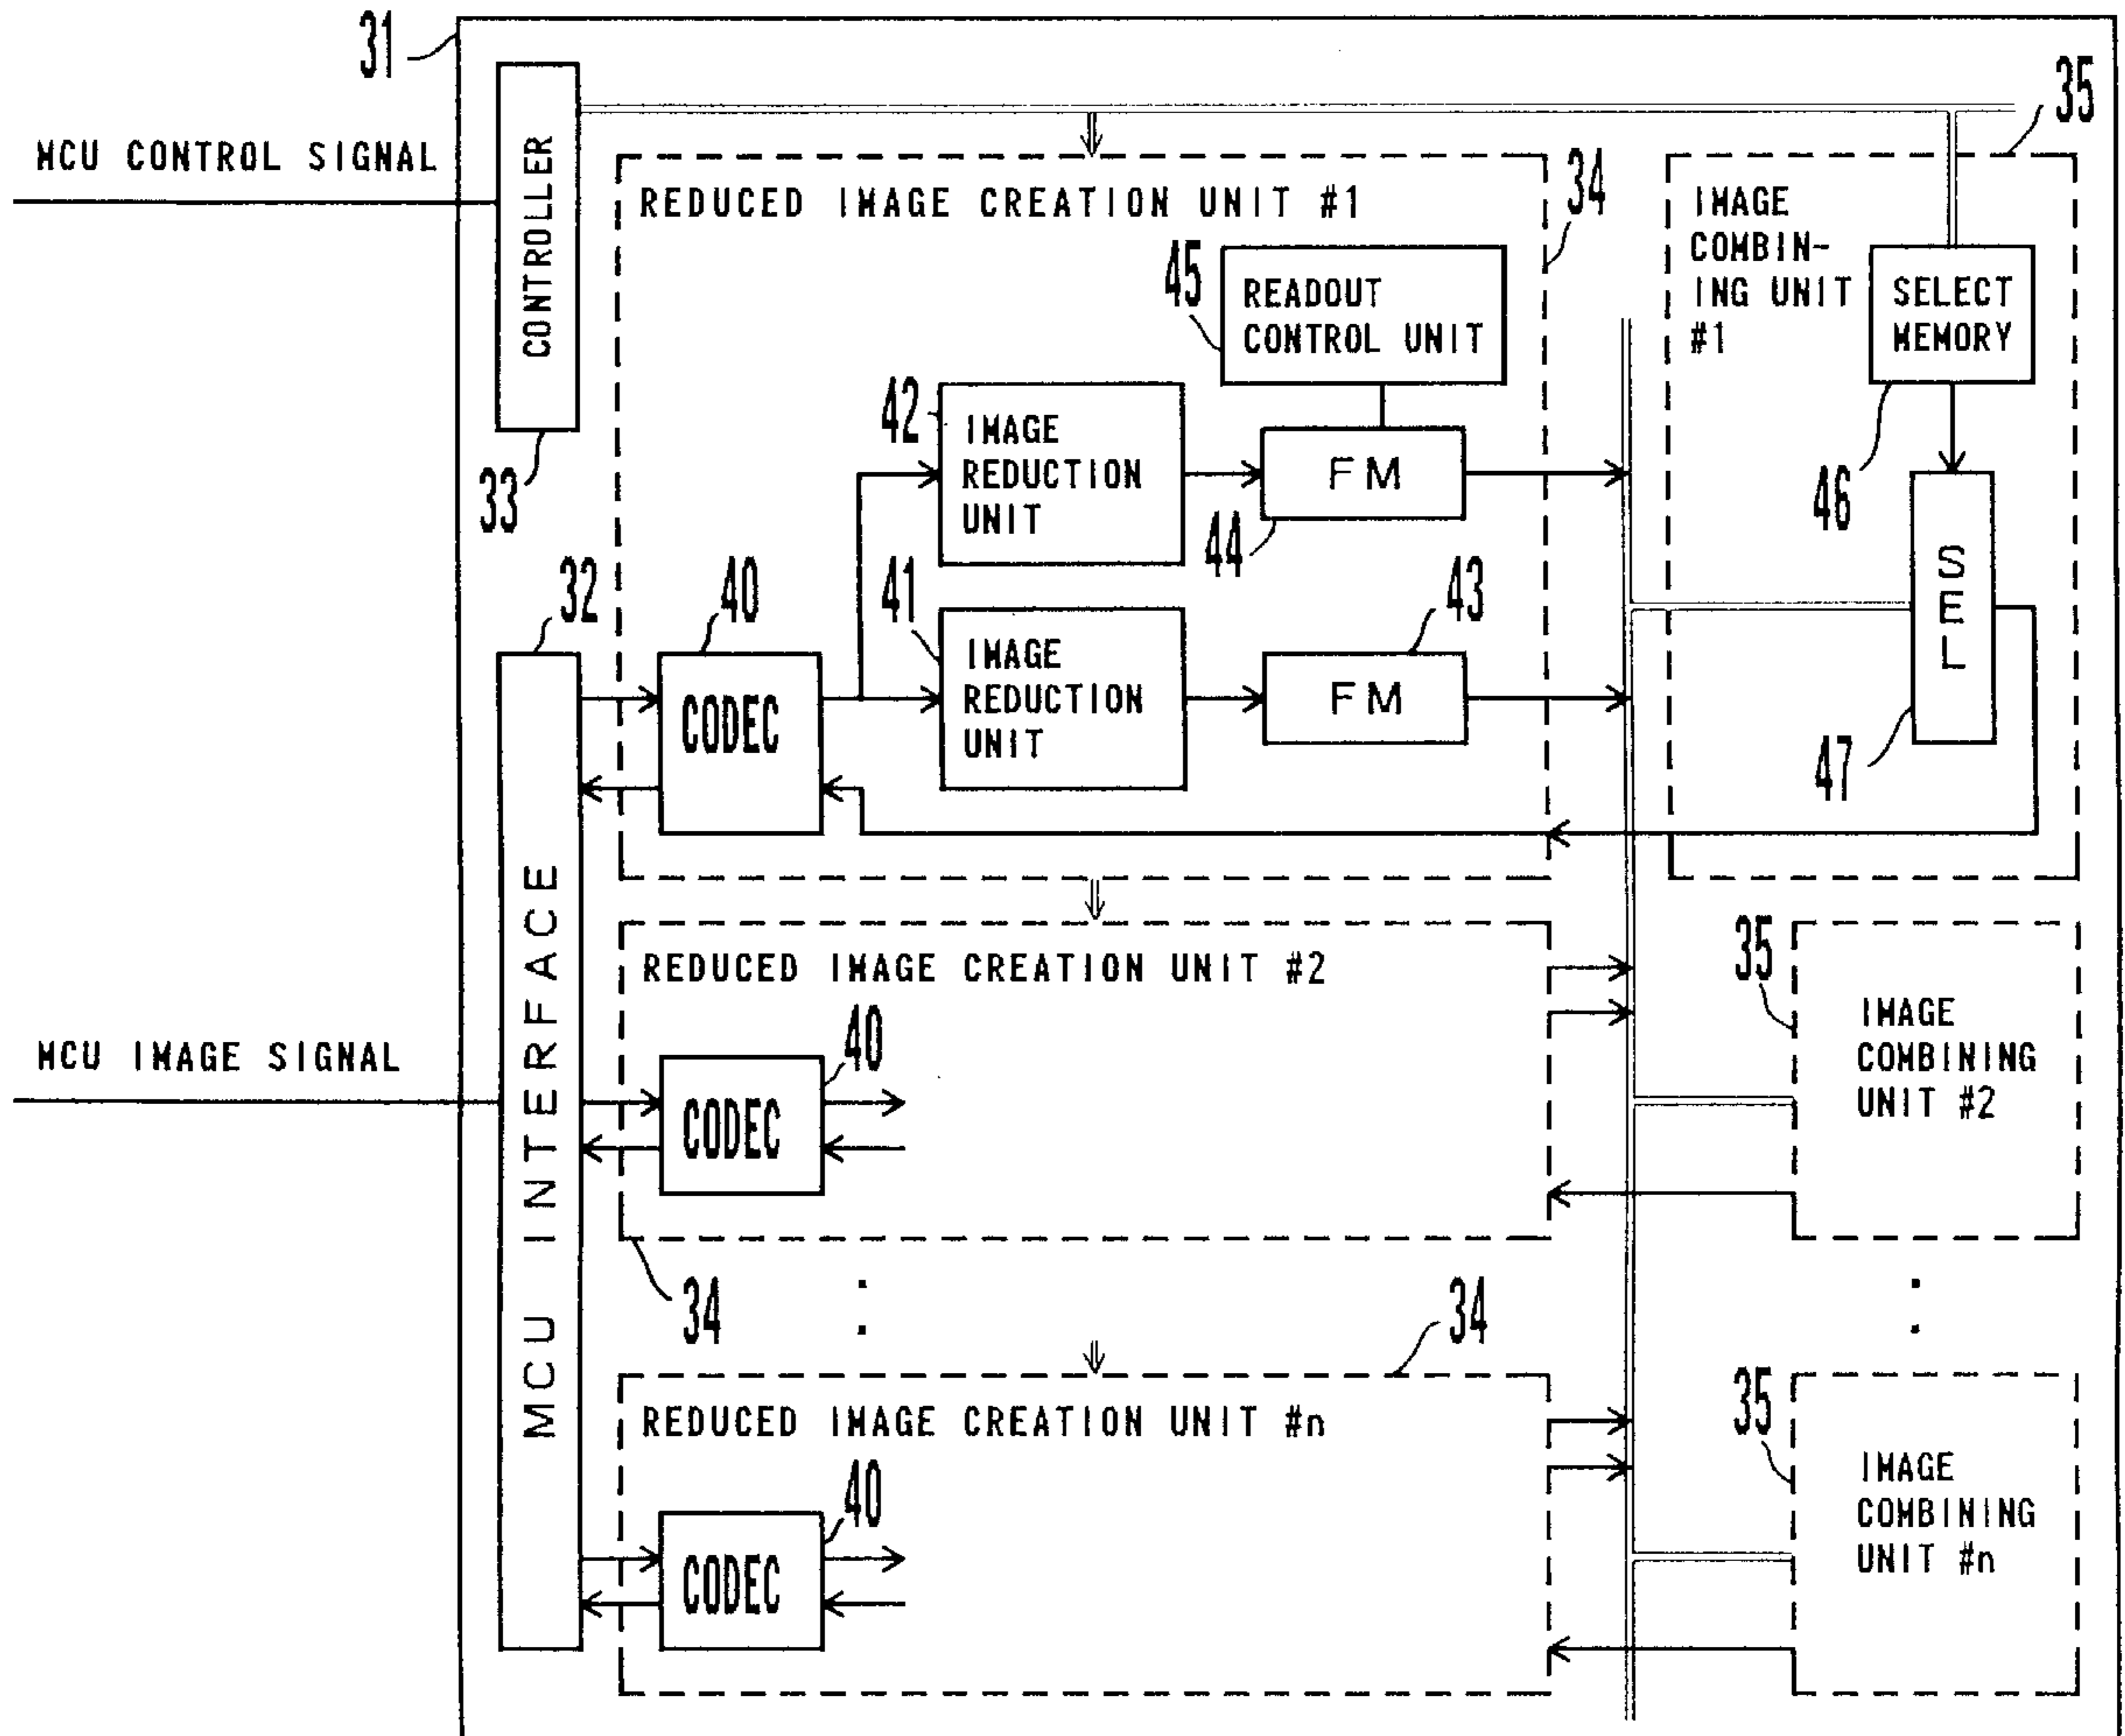 31
35
CONTROLLER
MCU CONTROL SIGNAL
REDUCED IMAGE CREATION UNIT #1
34
IMAGE
COMBIN-
ING UNIT
#1
45
READOUT
CONTROL UNIT
SELECT
MEMORY
42
IMAGE
REDUCTION
UNIT
FM
44
46
33
SEL
32
40
41
43
CODEC
IMAGE
REDUCTION
UNIT
FM
47
MCU INTERFACE
REDUCED IMAGE CREATION UNIT #2
35
IMAGE
COMBINING
UNIT #2
MCU IMAGE SIGNAL
40
CODEC
34
:
34
:
REDUCED IMAGE CREATION UNIT #n
35
IMAGE
COMBINING
UNIT #n
40
CODEC